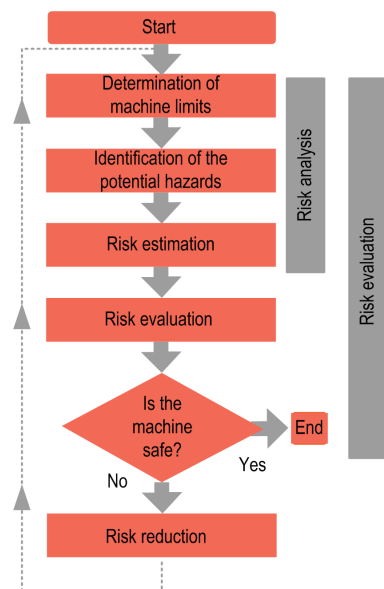 Start
Determination of
machine limits
Identification of the
potential hazards
Risk estimation
Risk evaluation
Is the
machine
safe?
End
Yes
No
Risk reduction
Risk analysis
Risk evaluation